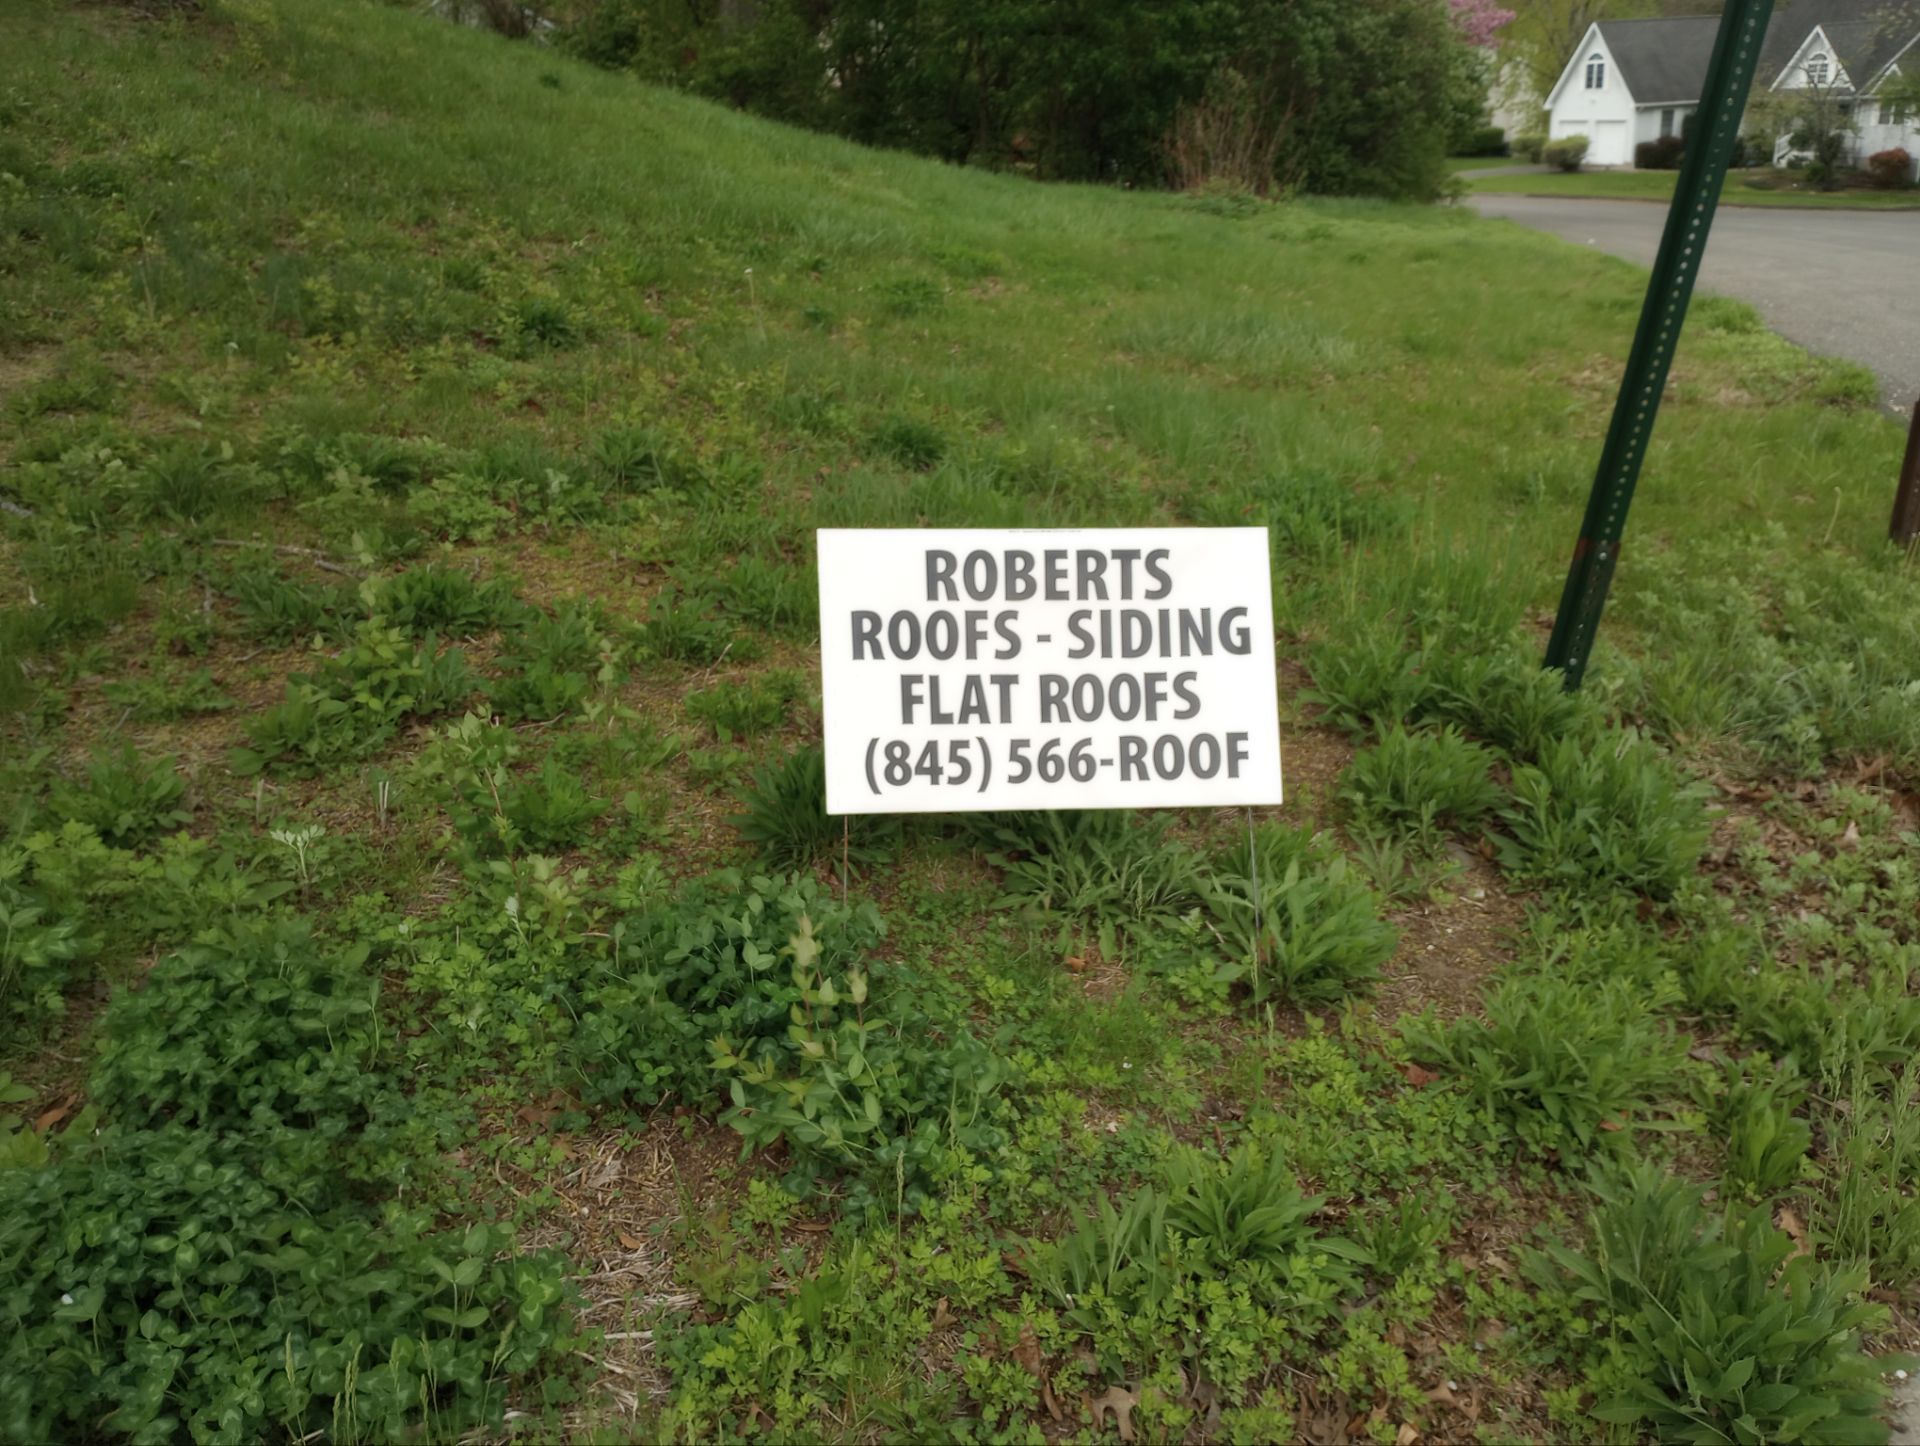 ROBERTS
ROOFS - SIDING
FLAT ROOFS
(845) 566-ROOF